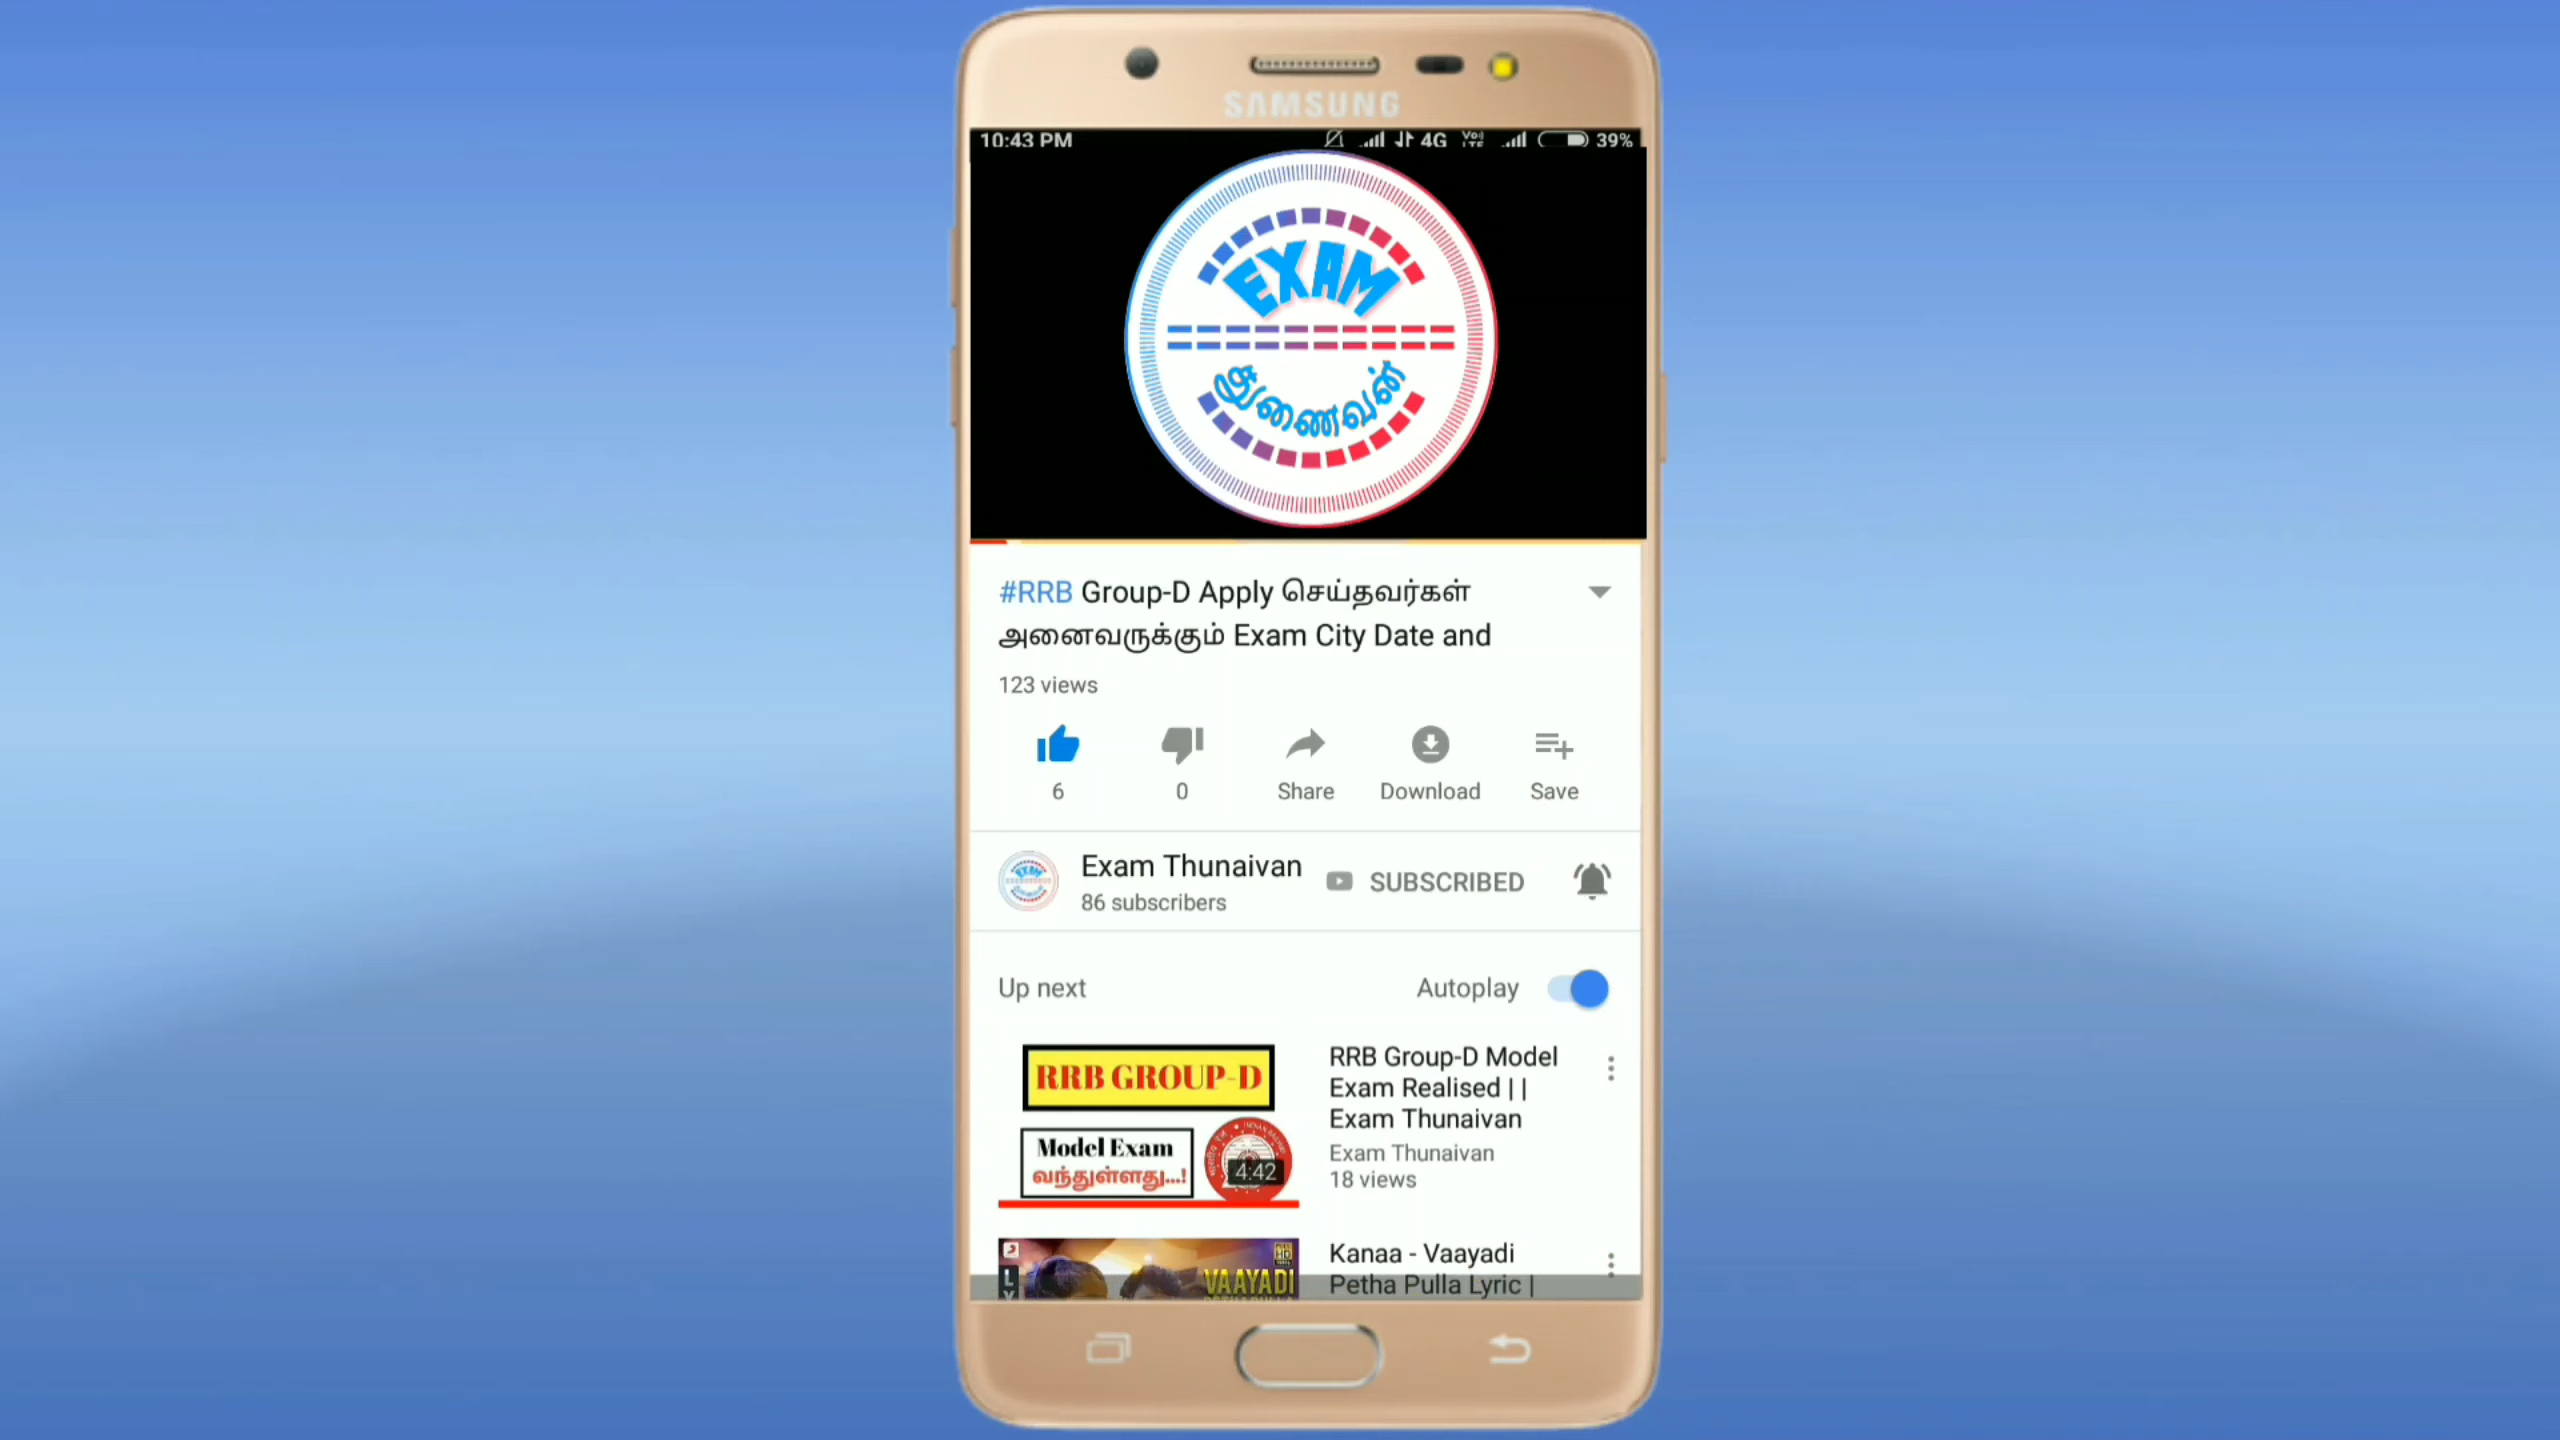 SAMSUNG
10:43 PM 4G VoLTE 39%
EXAM
துணைவன்
#RRB Group-D Apply செய்தவர்கள்
அனைவருக்கும் Exam City Date and
123 views
6 0 Share Download Save
Exam Thunaivan
86 subscribers
SUBSCRIBED
Up next Autoplay
RRB GROUP-D
Model Exam
வந்துள்ளது...!
4:42
RRB Group-D Model
Exam Realised ||
Exam Thunaivan
Exam Thunaivan
18 views
VAAYADI
Kanaa - Vaayadi
Petha Pulla Lyric |